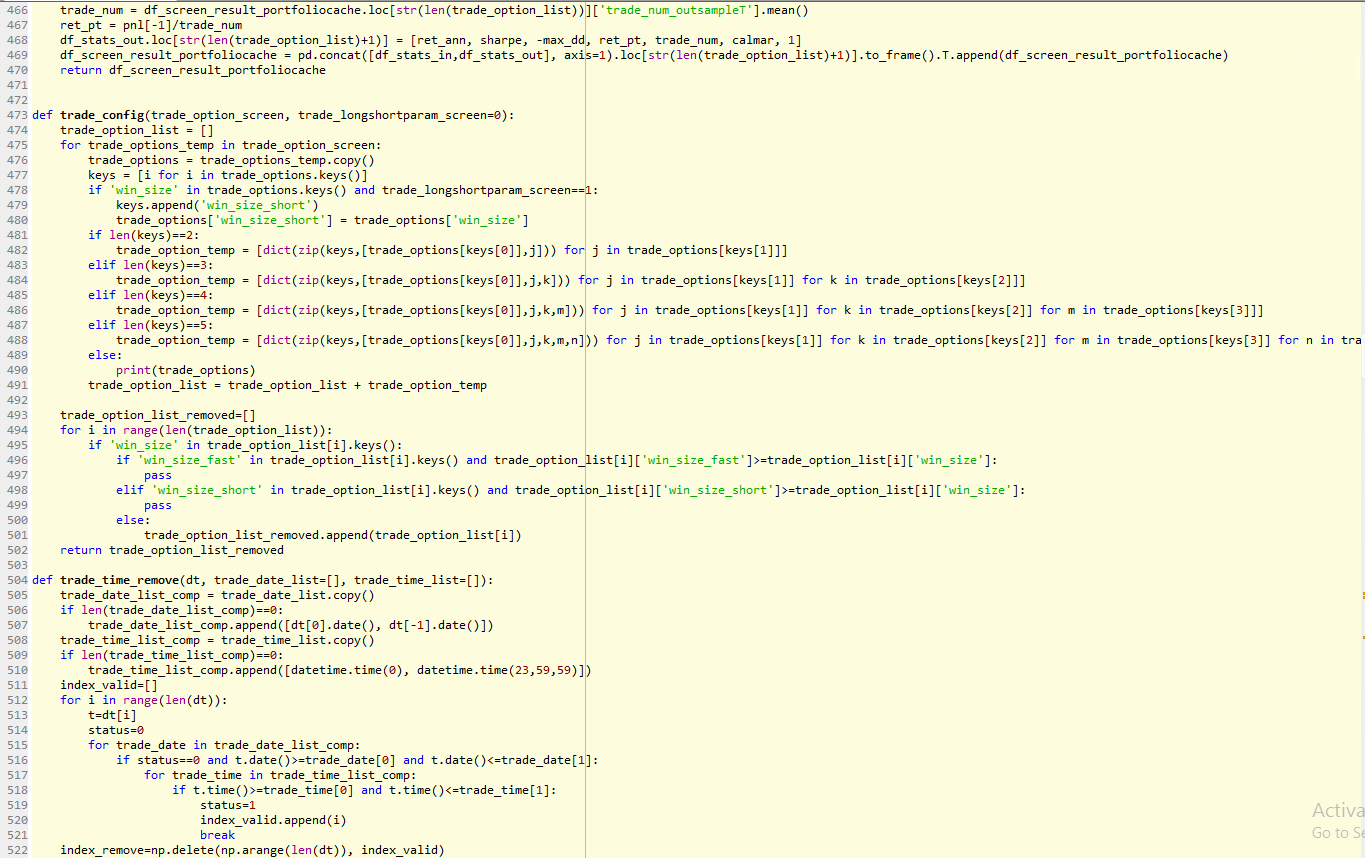 466 trade_num = df_screen_result_portfoliocache.loc[str(len(trade_option_list))]['trade_num_outsampleT'].mean()
467 ret_pt = pnl[-1]/trade_num
468 df_stats_out.loc[str(len(trade_option_list)+1)] = [ret_ann, sharpe, -max_dd, ret_pt, trade_num, calmar, 1]
469 df_screen_result_portfoliocache = pd.concat([df_stats_in,df_stats_out], axis=1).loc[str(len(trade_option_list)+1)].to_frame().T.append(df_screen_result_portfoliocache)
470 return df_screen_result_portfoliocache
471
472
473 def trade_config(trade_option_screen, trade_longshortparam_screen=0):
474 trade_option_list = []
475 for trade_options_temp in trade_option_screen:
476 trade_options = trade_options_temp.copy()
477 keys = [i for i in trade_options.keys()]
478 if 'win_size' in trade_options.keys() and trade_longshortparam_screen==1:
479 keys.append('win_size_short')
480 trade_options['win_size_short'] = trade_options['win_size']
481 if len(keys)==2:
482 trade_option_temp = [dict(zip(keys,[trade_options[keys[0]],j])) for j in trade_options[keys[1]]]
483 elif len(keys)==3:
484 trade_option_temp = [dict(zip(keys,[trade_options[keys[0]],j,k])) for j in trade_options[keys[1]] for k in trade_options[keys[2]]]
485 elif len(keys)==4:
486 trade_option_temp = [dict(zip(keys,[trade_options[keys[0]],j,k,m])) for j in trade_options[keys[1]] for k in trade_options[keys[2]] for m in trade_options[keys[3]]]
487 elif len(keys)==5:
488 trade_option_temp = [dict(zip(keys,[trade_options[keys[0]],j,k,m,n])) for j in trade_options[keys[1]] for k in trade_options[keys[2]] for m in trade_options[keys[3]] for n in tra
489 else:
490 print(trade_options)
491 trade_option_list = trade_option_list + trade_option_temp
492
493 trade_option_list_removed=[]
494 for i in range(len(trade_option_list)):
495 if 'win_size' in trade_option_list[i].keys():
496 if 'win_size_fast' in trade_option_list[i].keys() and trade_option_list[i]['win_size_fast']>=trade_option_list[i]['win_size']:
497 pass
498 elif 'win_size_short' in trade_option_list[i].keys() and trade_option_list[i]['win_size_short']>=trade_option_list[i]['win_size']:
499 pass
500 else:
501 trade_option_list_removed.append(trade_option_list[i])
502 return trade_option_list_removed
503
504 def trade_time_remove(dt, trade_date_list=[], trade_time_list=[]):
505 trade_date_list_comp = trade_date_list.copy()
506 if len(trade_date_list_comp)==0:
507 trade_date_list_comp.append([dt[0].date(), dt[-1].date()])
508 trade_time_list_comp = trade_time_list.copy()
509 if len(trade_time_list_comp)==0:
510 trade_time_list_comp.append([datetime.time(0), datetime.time(23,59,59)])
511 index_valid=[]
512 for i in range(len(dt)):
513 t=dt[i]
514 status=0
515 for trade_date in trade_date_list_comp:
516 if status==0 and t.date()>=trade_date[0] and t.date()<=trade_date[1]:
517 for trade_time in trade_time_list_comp:
518 if t.time()>=trade_time[0] and t.time()<=trade_time[1]:
519 status=1
520 index_valid.append(i)
521 break
522 index_remove=np.delete(np.arange(len(dt)), index_valid)
Activa
Go to Se